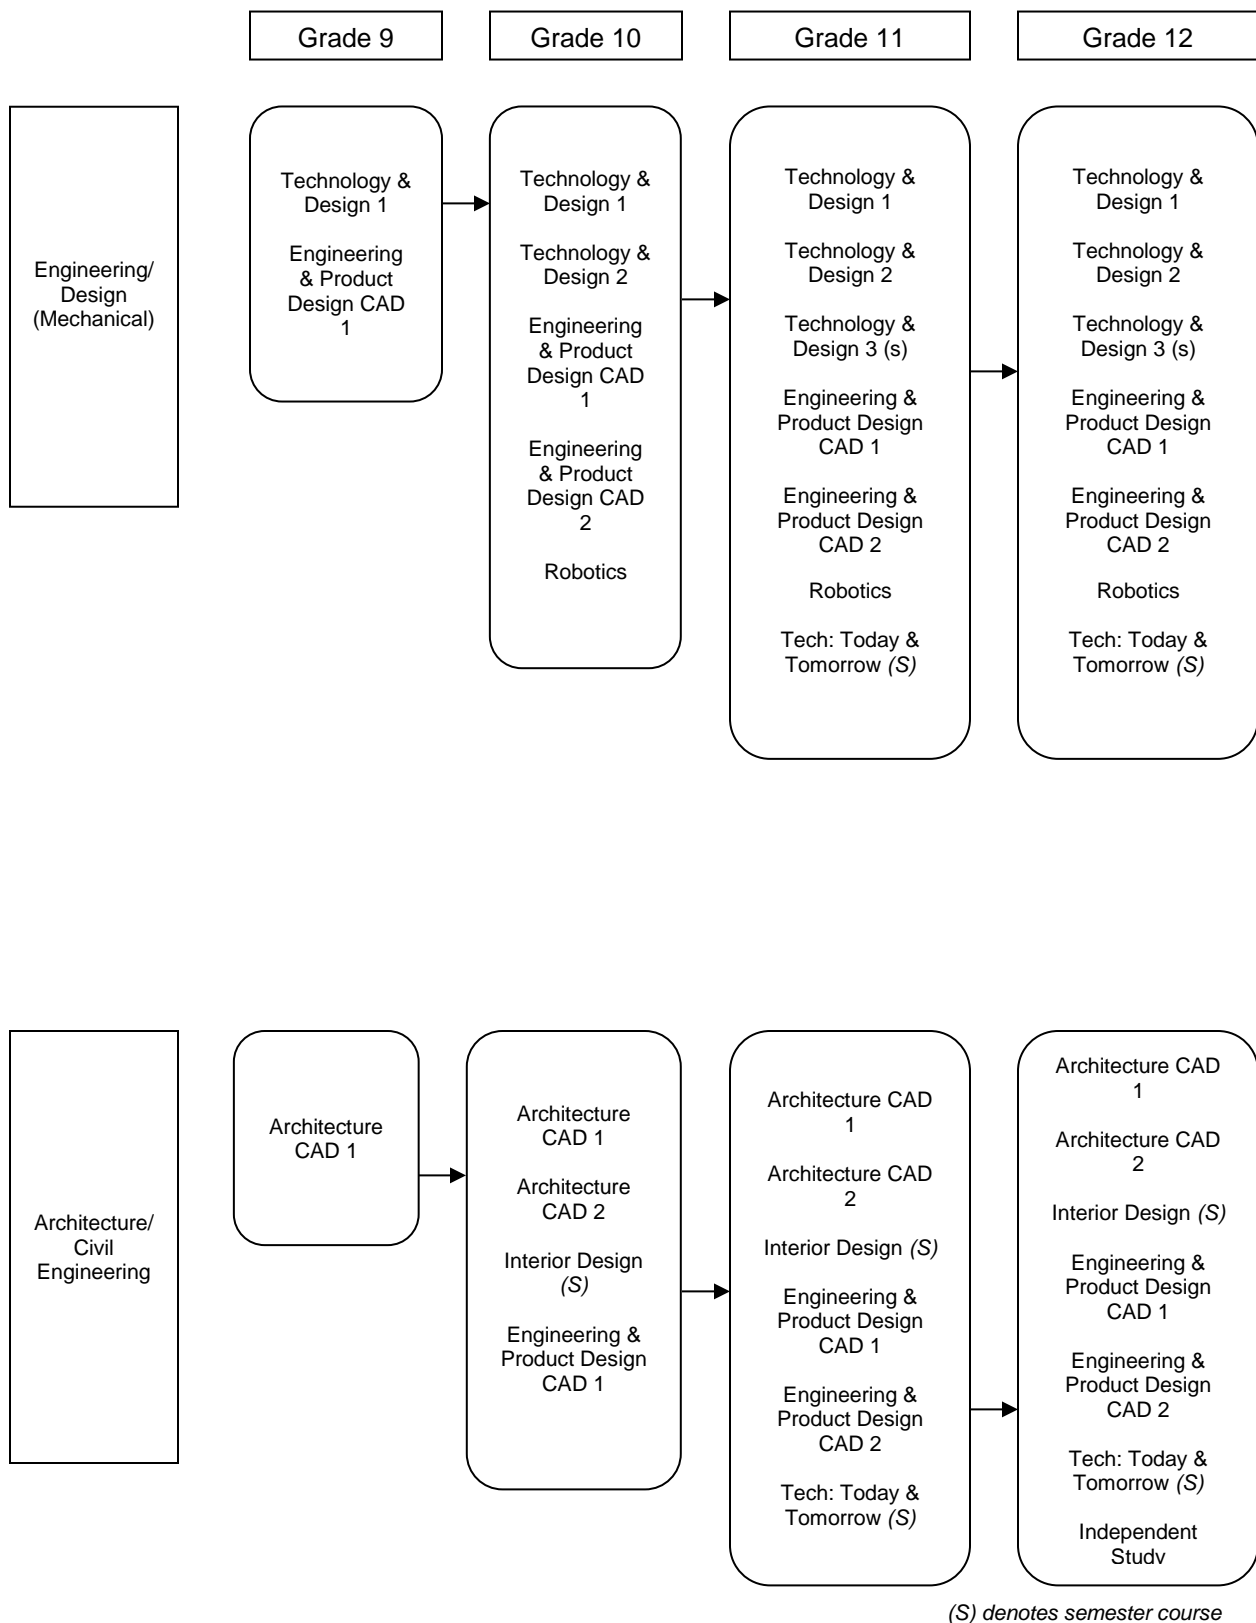 Grade 9
Grade 10
Grade 11
Grade 12
Engineering/
Design
(Mechanical)
Technology &
Design 1
Engineering
& Product
Design CAD
1
Technology &
Design 1
Technology &
Design 2
Engineering
& Product
Design CAD
1
Engineering
& Product
Design CAD
2
Robotics
Technology &
Design 1
Technology &
Design 2
Technology &
Design 3 (s)
Engineering &
Product Design
CAD 1
Engineering &
Product Design
CAD 2
Robotics
Tech: Today &
Tomorrow (S)
Technology &
Design 1
Technology &
Design 2
Technology &
Design 3 (s)
Engineering &
Product Design
CAD 1
Engineering &
Product Design
CAD 2
Robotics
Tech: Today &
Tomorrow (S)
Architecture/
Civil
Engineering
Architecture
CAD 1
Architecture
CAD 1
Architecture
CAD 2
Interior Design
(S)
Engineering &
Product Design
CAD 1
Architecture CAD
1
Architecture CAD
2
Interior Design (S)
Engineering &
Product Design
CAD 1
Engineering &
Product Design
CAD 2
Tech: Today &
Tomorrow (S)
Architecture CAD
1
Architecture CAD
2
Interior Design (S)
Engineering &
Product Design
CAD 1
Engineering &
Product Design
CAD 2
Tech: Today &
Tomorrow (S)
Independent
Study
(S) denotes semester course